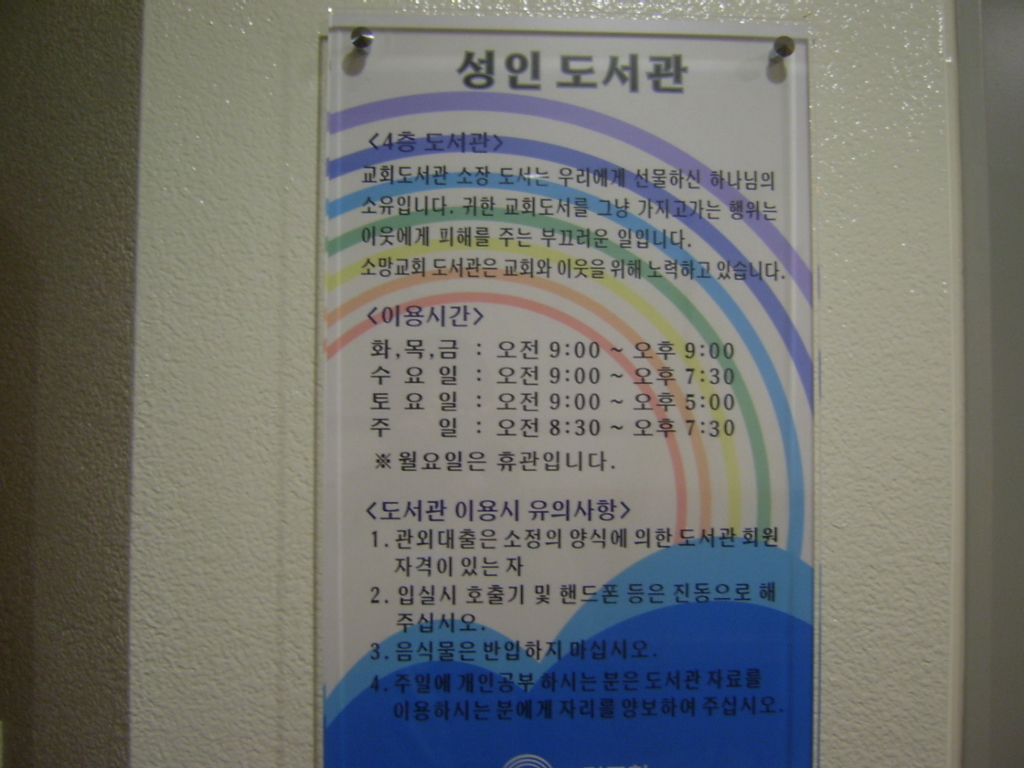 성인 도서관
<4층 도서관>
교회도서관 소장 도서는 우리에게 선물하신 하나님의
소유입니다. 귀한 교회도서를 그냥 가지고가는 행위는
이웃에게 피해를 주는 부끄러운 일입니다.
소망교회 도서관은 교회와 이웃을 위해 노력하고 있습니다.
<이용시간>
화,목,금 : 오전 9:00 ~ 오후 9:00
수 요 일 : 오전 9:00 ~ 오후 7:30
토 요 일 : 오전 9:00 ~ 오후 5:00
주 일 : 오전 8:30 ~ 오후 7:30
※월요일은 휴관입니다.
<도서관 이용시 유의사항>
1. 관외대출은 소정의 양식에 의한 도서관 회원
자격이 있는 자
2. 입실시 호출기 및 핸드폰 등은 진동으로 해
주십시오.
3. 음식물은 반입하지 마십시오.
4. 주일에 개인공부 하시는 분은 도서관 자료를
이용하시는 분에게 자리를 양보하여 주십시오.